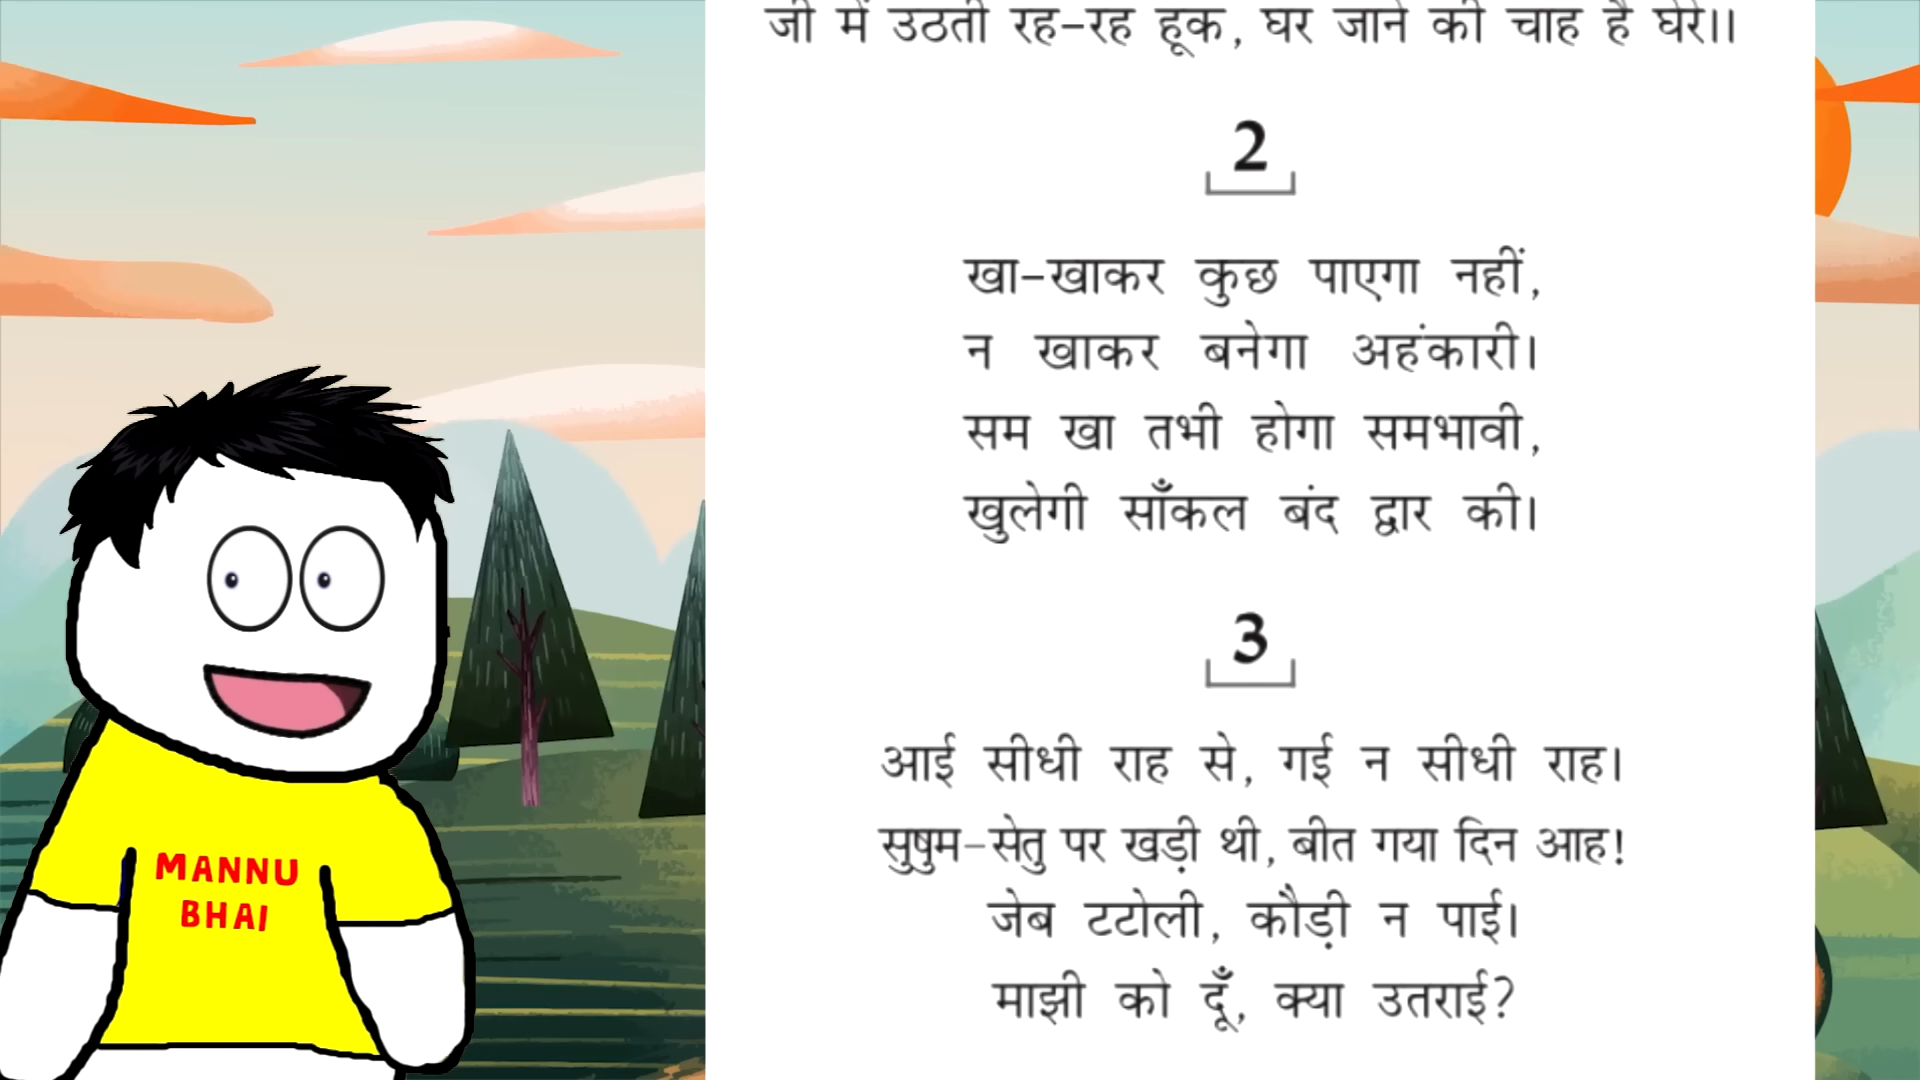 जी में उठती रह-रह हूक, घर जाने की चाह है घेरे।।
2
खा-खाकर कुछ पाएगा नहीं,
न खाकर बनेगा अहंकारी।
सम खा तभी होगा समभावी,
खुलेगी साँकल बंद द्वार की।
3
आई सीधी राह से, गई न सीधी राह।
सुषुम-सेतु पर खड़ी थी, बीत गया दिन आह!
जेब टटोली, कौड़ी न पाई।
माझी को दूँ, क्या उतराई?
MANNU
BHAI